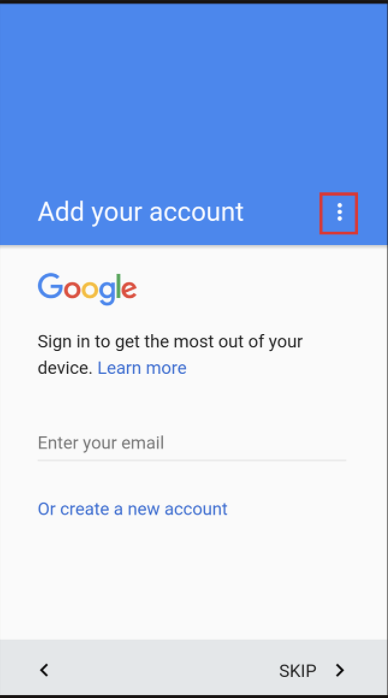 Add your account
Google
Sign in to get the most out of your
device. Learn more
Enter your email
Or create a new account
SKIP